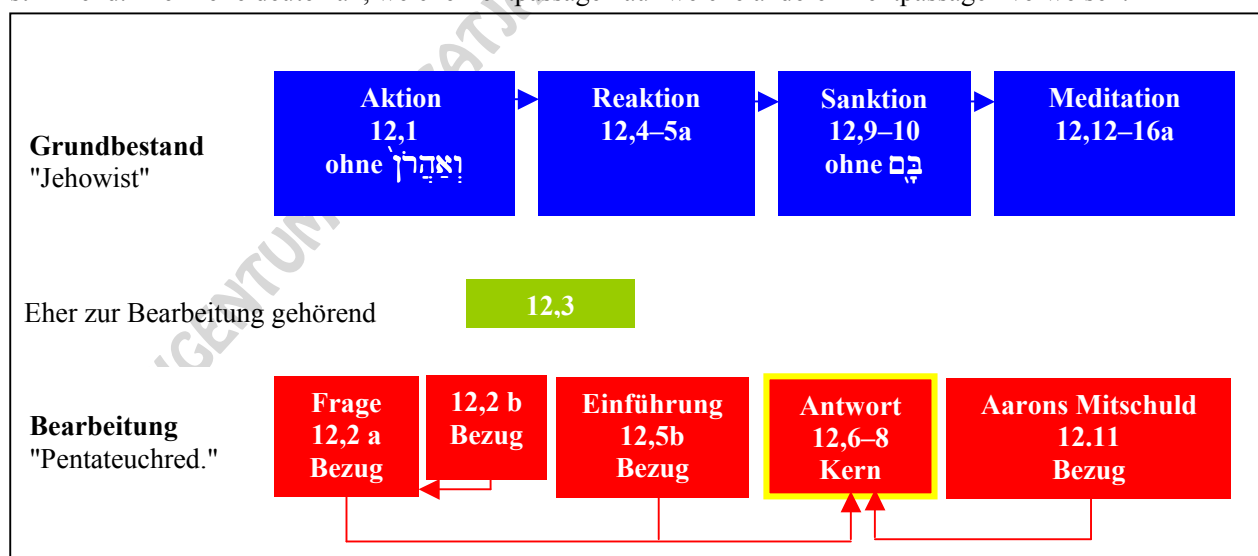 Aktion
12,1
ohne וְאַהֲרֹן֙
Reaktion
12,4–5a
Sanktion
12,9–10
ohne בָּ֖ם
Meditation
12,12–16a
Grundbestand
"Jehowist"
Eher zur Bearbeitung gehörend
12,3
Bearbeitung
"Pentateuchred."
Frage
12,2 a
Bezug
12,2 b
Bezug
Einführung
12,5b
Bezug
Antwort
12,6–8
Kern
Aarons Mitschuld
12.11
Bezug